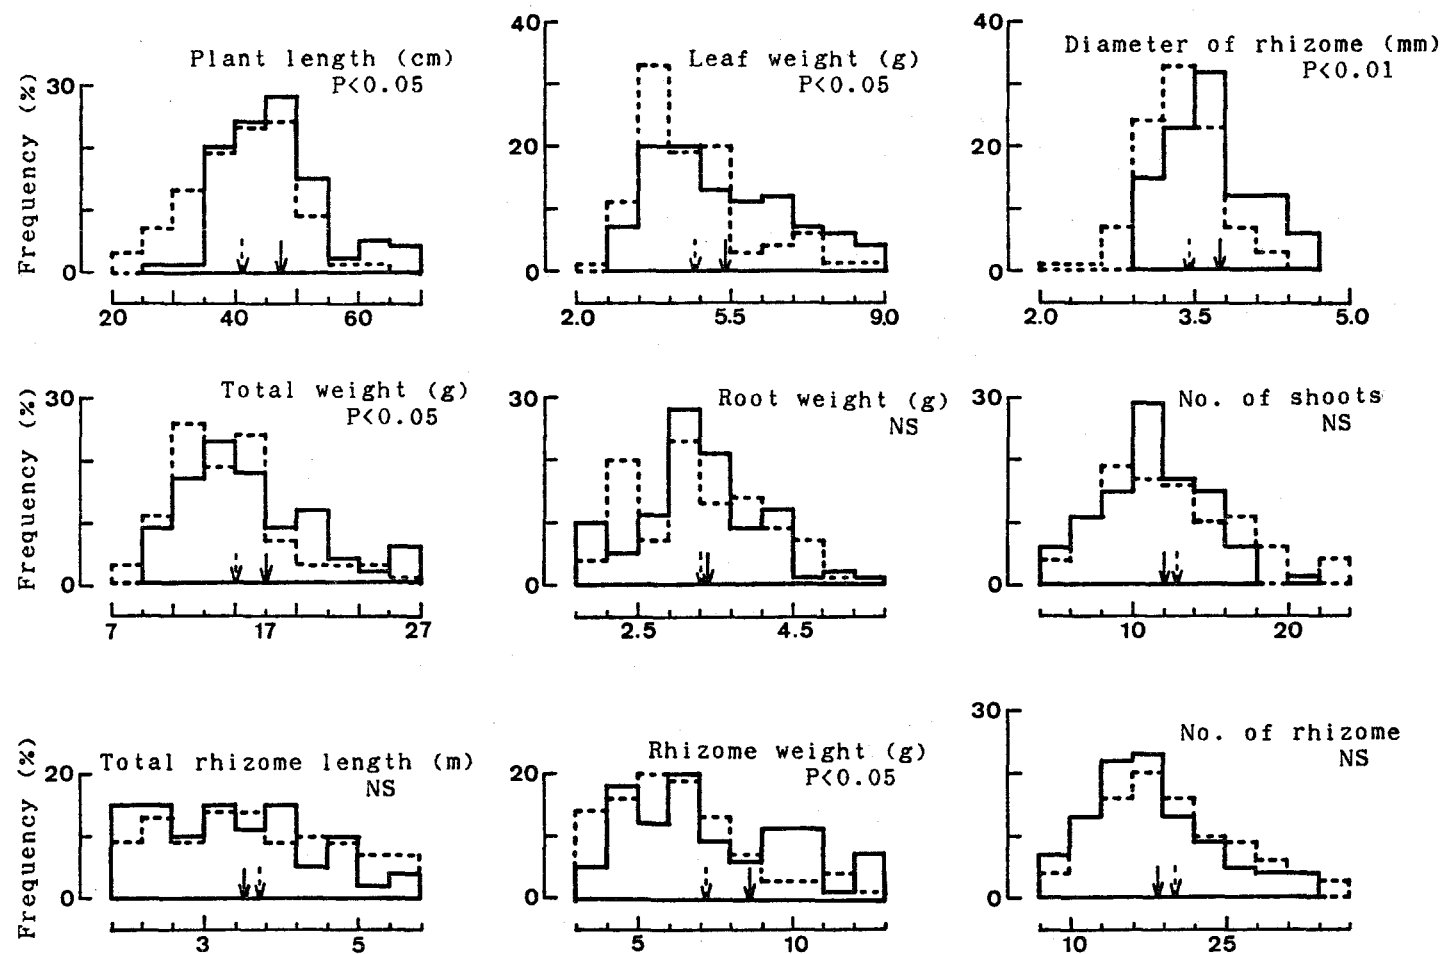 Plant length (cm)
P<0.05
Frequency (%)
30
0
20 40 60
Leaf weight (g)
P<0.05
40
20
0
2.0 5.5 9.0
Diameter of rhizome (mm)
P<0.01
40
20
0
2.0 3.5 5.0
Total weight (g)
P<0.05
Frequency (%)
30
0
7 17 27
Root weight (g)
NS
30
0
2.5 4.5
No. of shoots
NS
30
0
10 20
Total rhizome length (m)
NS
Frequency (%)
20
0
3 5
Rhizome weight (g)
P<0.05
20
0
5 10
No. of rhizome
NS
30
0
10 25